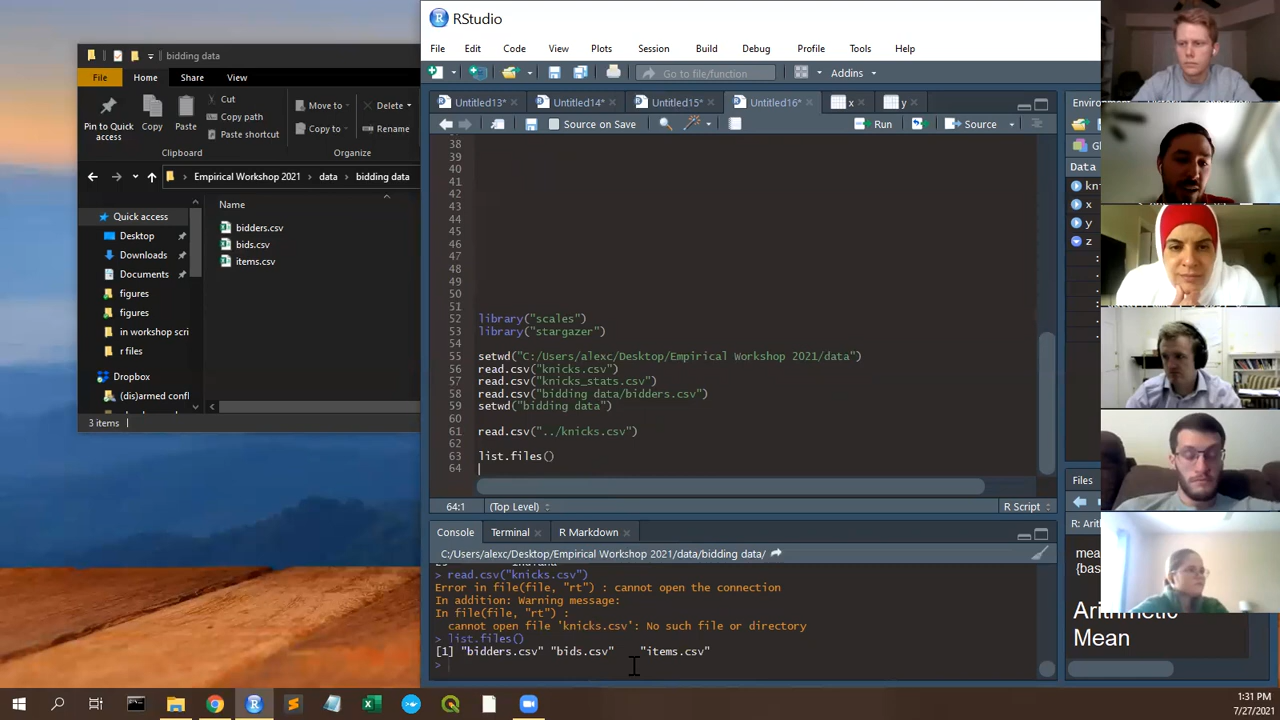 RStudio
File Edit Code View Plots Session Build Debug Profile Tools Help
Go to file/function
Addins
Untitled13*
Untitled14*
Untitled15*
Untitled16*
x
y
Source on Save
Run
Source
38
39
40
41
42
43
44
45
46
47
48
49
50
51
52 library("scales")
53 library("stargazer")
54
55 setwd("C:/Users/alexc/Desktop/Empirical Workshop 2021/data")
56 read.csv("knicks.csv")
57 read.csv("knicks_stats.csv")
58 read.csv("bidding data/bidders.csv")
59 setwd("bidding data")
60
61 read.csv("../knicks.csv")
62
63 list.files()
64
64:1 (Top Level) R Script
Console Terminal R Markdown
C:/Users/alexc/Desktop/Empirical Workshop 2021/data/bidding data/
> read.csv("knicks.csv")
Error in file(file, "rt") : cannot open the connection
In addition: Warning message:
In file(file, "rt") :
cannot open file 'knicks.csv': No such file or directory
> list.files()
[1] "bidders.csv" "bids.csv" "items.csv"
>
Data
x
y
z
Files
Arithmetic
Mean
bidding data
File Home Share View
Pin to Quick
access
Copy
Paste
Cut
Copy path
Paste shortcut
Clipboard
Move to
Copy to
Delete
Rename
Organize
Empirical Workshop 2021 data bidding data
Name
bidders.csv
bids.csv
items.csv
Quick access
Desktop
Downloads
Documents
figures
figures
in workshop scri
r files
Dropbox
(dis)armed confl
3 items
1:31 PM
7/27/2021